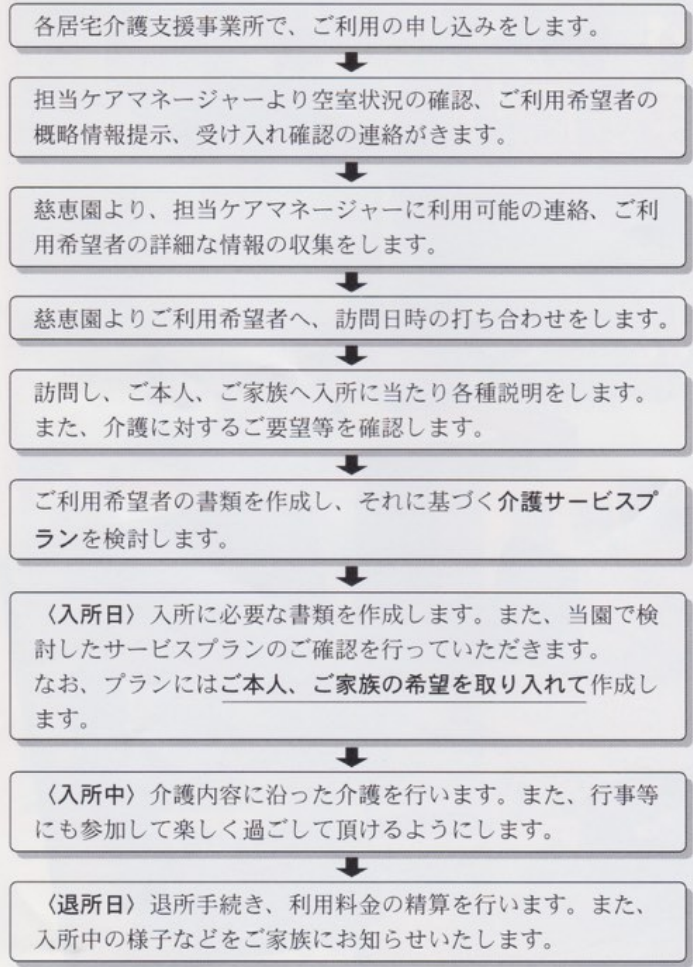 各居宅介護支援事業所で、ご利用の申し込みをします。
担当ケアマネージャーより空室状況の確認、ご利用希望者の
概略情報提示、受け入れ確認の連絡がきます。
慈恵園より、担当ケアマネージャーに利用可能の連絡、ご利
用希望者の詳細な情報の収集をします。
慈恵園よりご利用希望者へ、訪問日時の打ち合わせをします。
訪問し、ご本人、ご家族へ入所に当たり各種説明をします。
また、介護に対するご要望等を確認します。
ご利用希望者の書類を作成し、それに基づく介護サービスプ
ランを検討します。
〈入所日〉入所に必要な書類を作成します。また、当園で検
討したサービスプランのご確認を行っていただきます。
なお、プランにはご本人、ご家族の希望を取り入れて作成し
ます。
〈入所中〉介護内容に沿った介護を行います。また、行事等
にも参加して楽しく過ごして頂けるようにします。
〈退所日〉退所手続き、利用料金の精算を行います。また、
入所中の様子などをご家族にお知らせいたします。